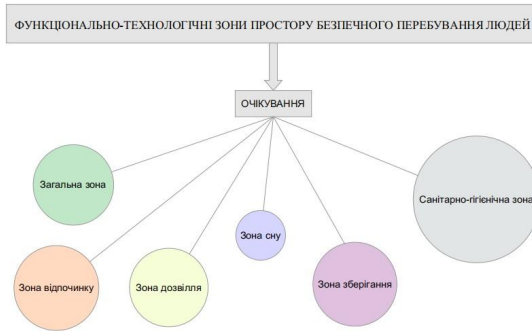 ФУНКЦІОНАЛЬНО-ТЕХНОЛОГІЧНІ ЗОНИ ПРОСТОРУ БЕЗПЕЧНОГО ПЕРЕБУВАННЯ ЛЮДЕЙ
ОЧІКУВАННЯ
Загальна зона
Санітарно-гігієнічна зона
Зона сну
Зона відпочинку
Зона дозвілля
Зона зберігання